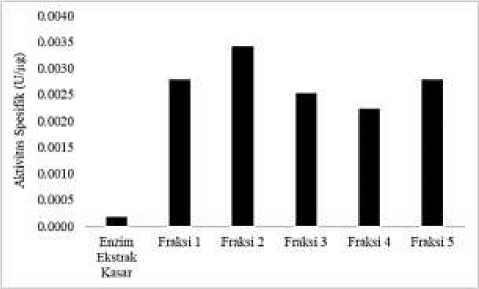 Aktivitas Spesifik (U/µg)
0.0040
0.0035
0.0030
0.0025
0.0020
0.0015
0.0010
0.0005
0.0000
Enzim
Ekstrak
Kasar
Fraksi 1
Fraksi 2
Fraksi 3
Fraksi 4
Fraksi 5